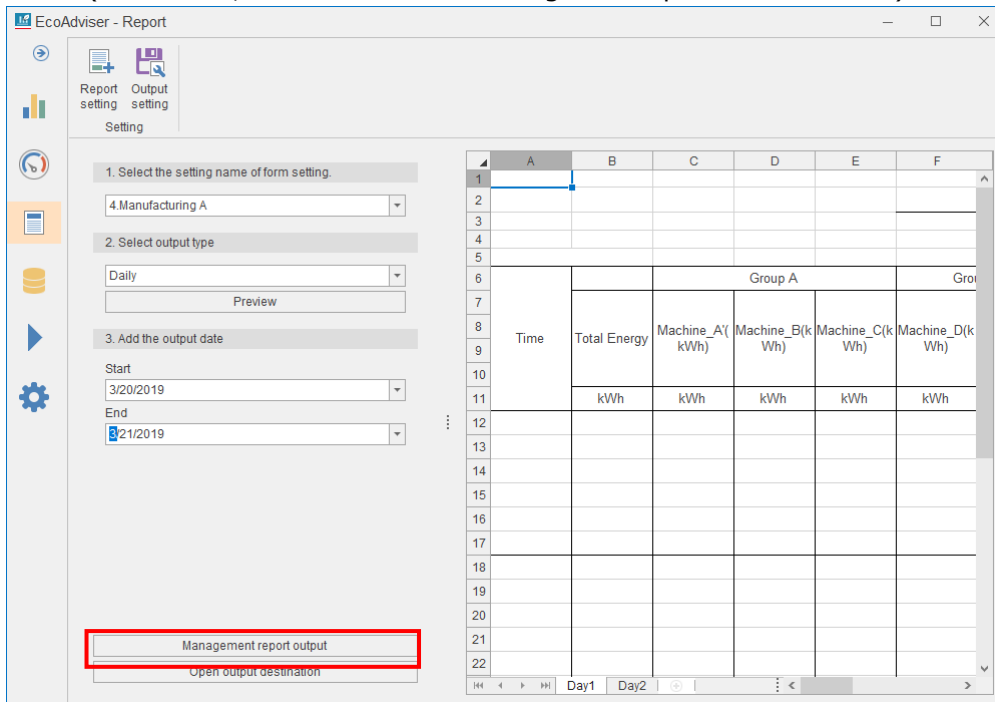 EcoAdviser - Report
Report setting
Output setting
Setting
1. Select the setting name of form setting.
4.Manufacturing A
2. Select output type
Daily
Preview
3. Add the output date
Start
3/20/2019
End
3/21/2019
Management report output
Open output destination
A B C D E F
1
2
3
4
5
6 Group A
7
8 Time Total Energy Machine_A'(kWh) Machine_B(kWh) Machine_C(kWh) Machine_D(kWh)
9
10
11 kWh kWh kWh kWh kWh
12
13
14
15
16
17
18
19
20
21
22
Day1 Day2